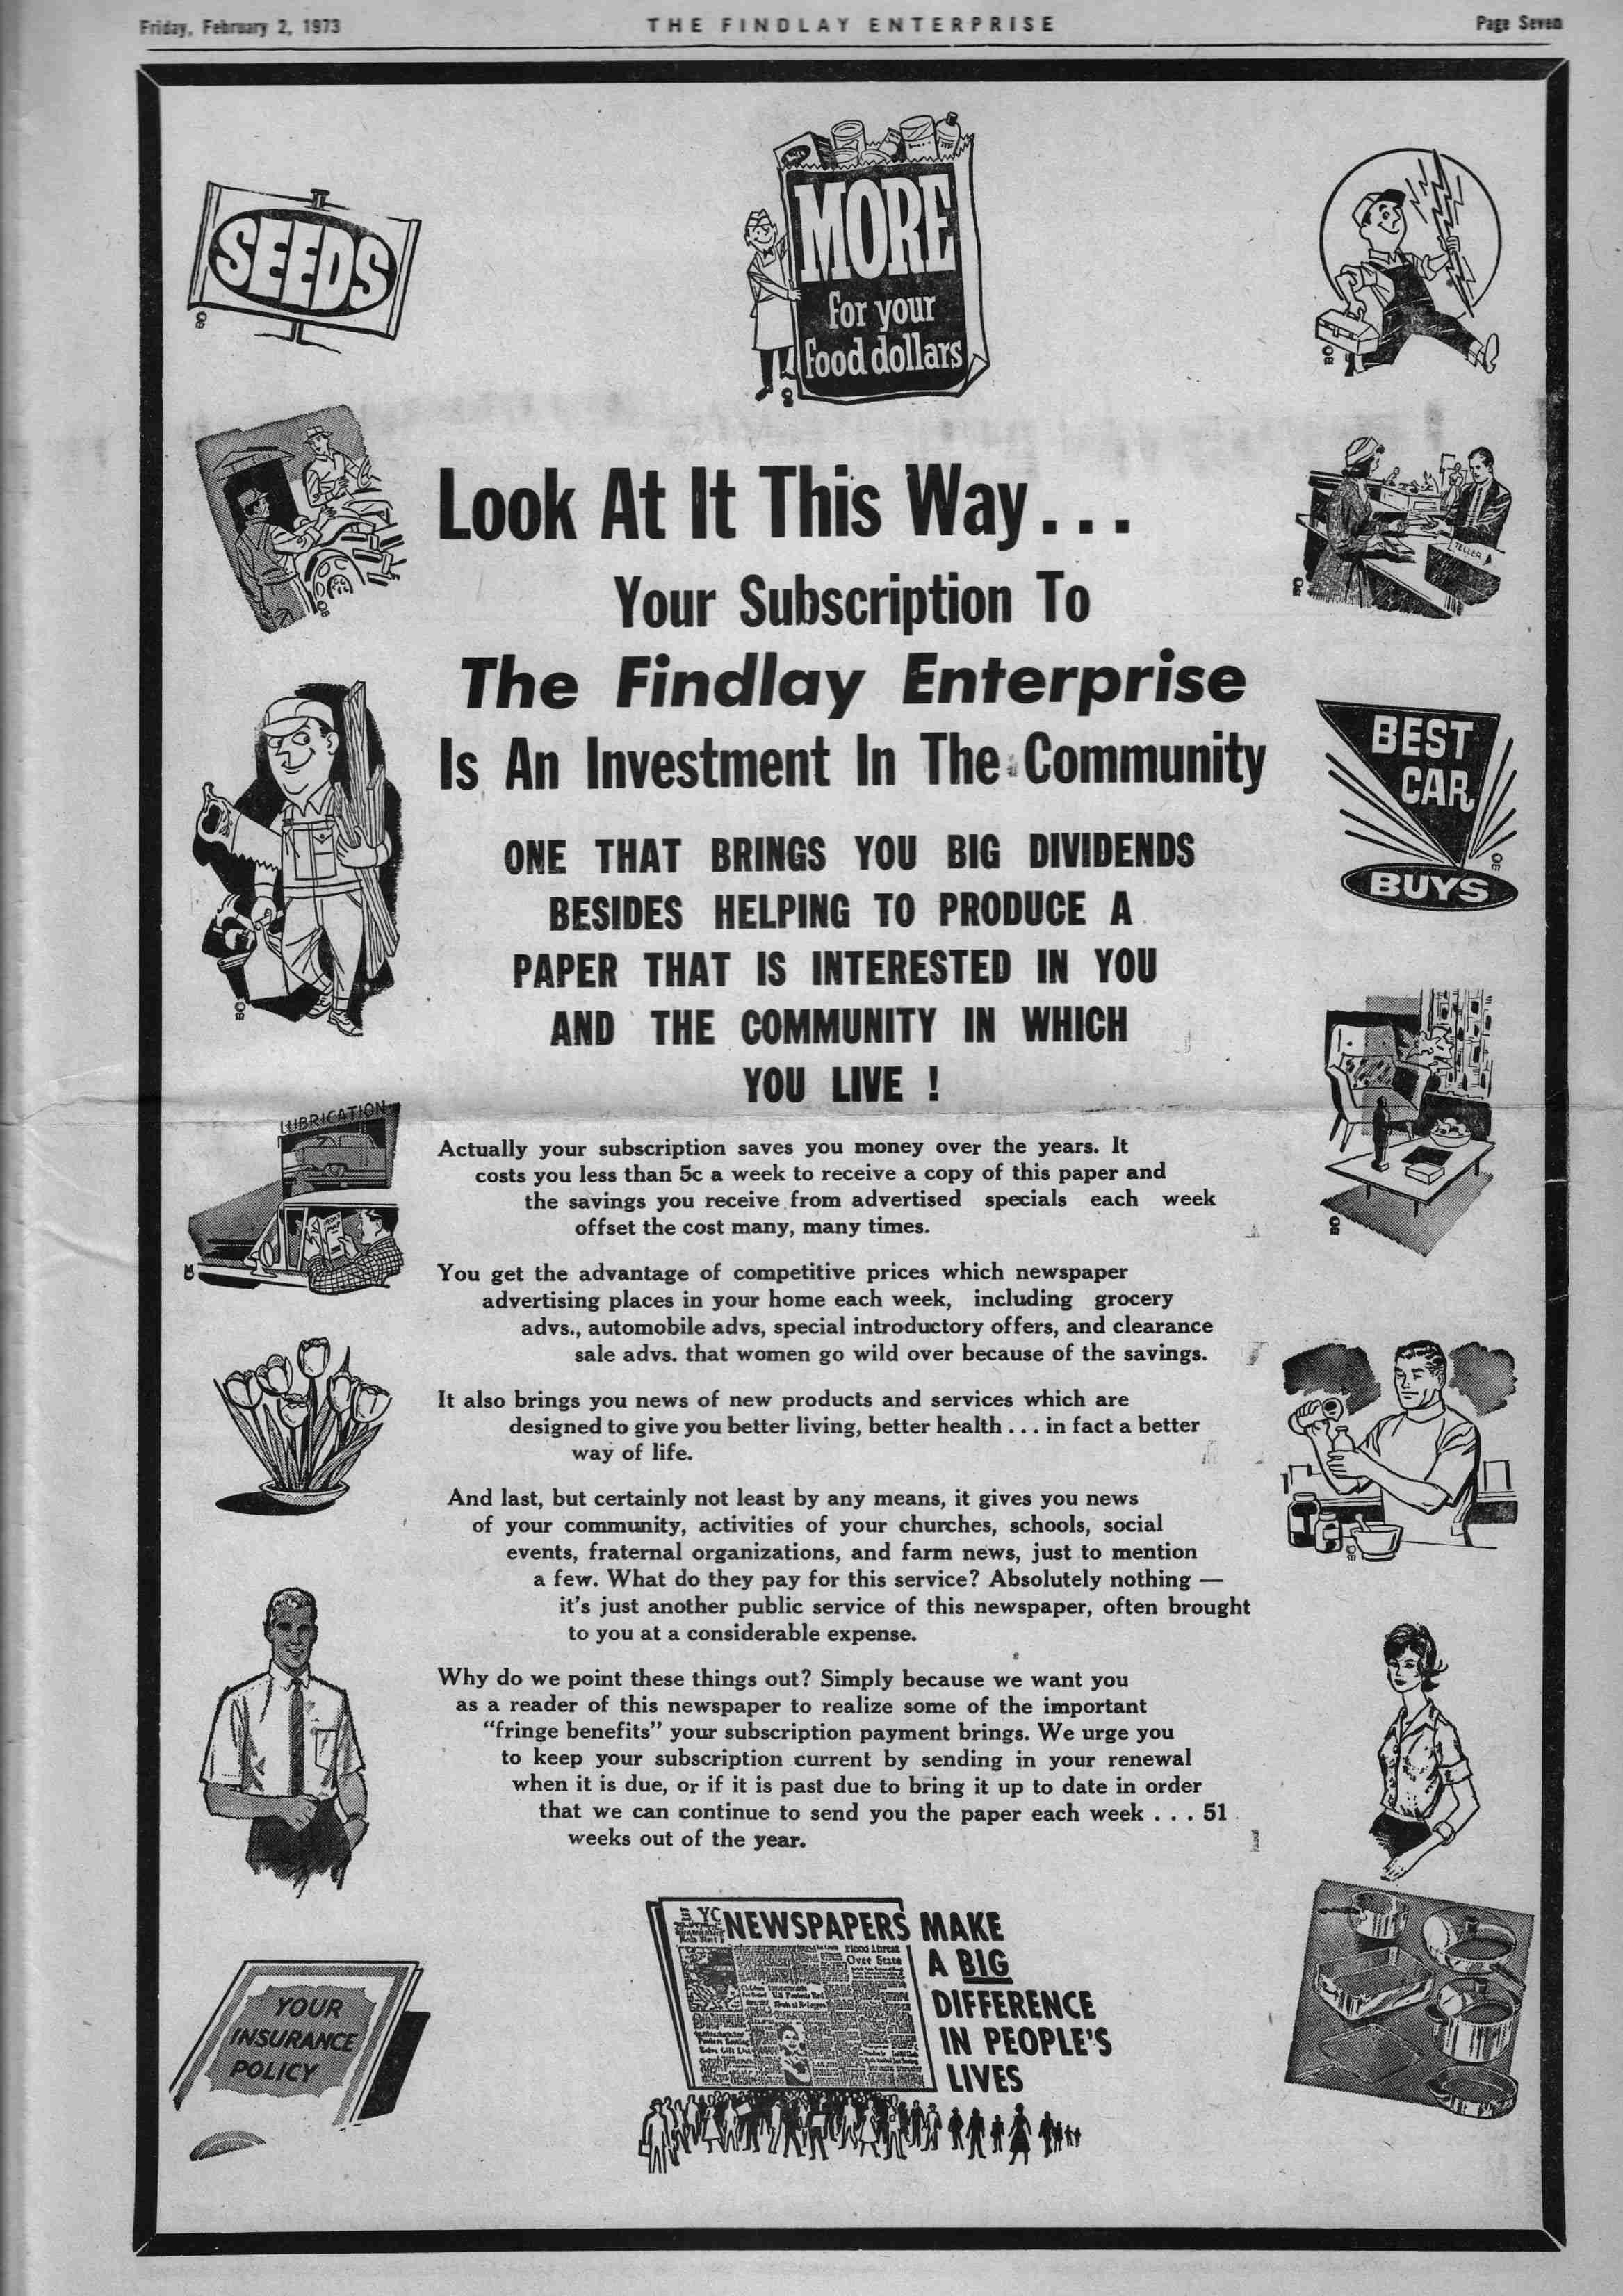 Friday, February 2, 1973
THE FINDLAY ENTERPRISE
Page Seven
SEEDS
MORE
for your
food dollars
Look At It This Way...
Your Subscription To
The Findlay Enterprise
Is An Investment In The Community
ONE THAT BRINGS YOU BIG DIVIDENDS
BESIDES HELPING TO PRODUCE A
PAPER THAT IS INTERESTED IN YOU
AND THE COMMUNITY IN WHICH
YOU LIVE !
TELLER
BEST
CAR
BUYS
LUBRICATION
Actually your subscription saves you money over the years. It
costs you less than 5c a week to receive a copy of this paper and
the savings you receive from advertised specials each week
offset the cost many, many times.
You get the advantage of competitive prices which newspaper
advertising places in your home each week, including grocery
advs., automobile advs, special introductory offers, and clearance
sale advs. that women go wild over because of the savings.
It also brings you news of new products and services which are
designed to give you better living, better health ... in fact a better
way of life.
And last, but certainly not least by any means, it gives you news
of your community, activities of your churches, schools, social
events, fraternal organizations, and farm news, just to mention
a few. What do they pay for this service? Absolutely nothing —
it's just another public service of this newspaper, often brought
to you at a considerable expense.
Why do we point these things out? Simply because we want you
as a reader of this newspaper to realize some of the important
"fringe benefits" your subscription payment brings. We urge you
to keep your subscription current by sending in your renewal
when it is due, or if it is past due to bring it up to date in order
that we can continue to send you the paper each week . . . 51
weeks out of the year.
YOUR
INSURANCE
POLICY
NEWSPAPERS MAKE
A BIG
DIFFERENCE
IN PEOPLE'S
LIVES
Flood Threat
Over State